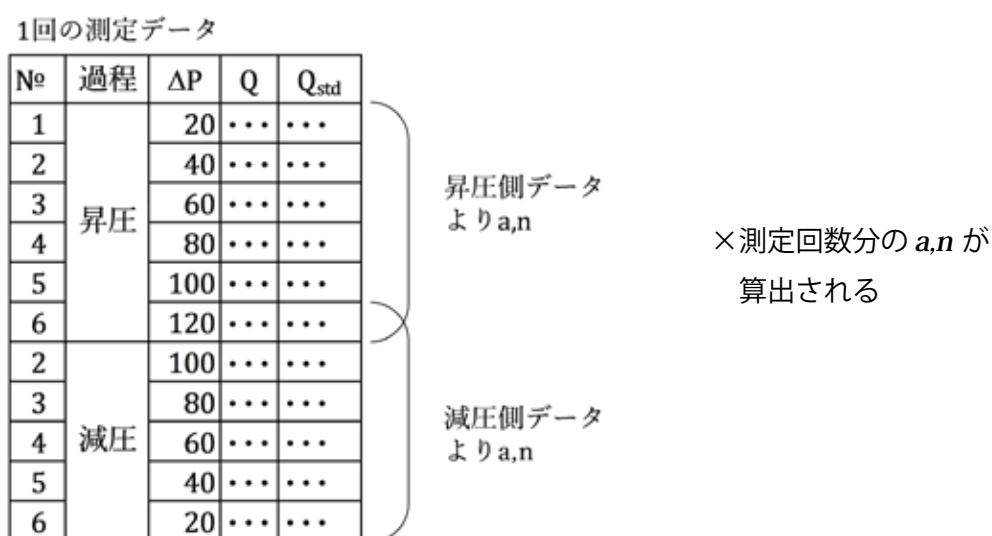 1回の測定データ
№ 過程 ΔP Q Qstd
1 20 ・・・ ・・・
2 40 ・・・ ・・・
3 60 ・・・ ・・・
昇圧
4 80 ・・・ ・・・
5 100 ・・・ ・・・
6 120 ・・・ ・・・
2 100 ・・・ ・・・
3 80 ・・・ ・・・
4 減圧 60 ・・・ ・・・
5 40 ・・・ ・・・
6 20 ・・・ ・・・
昇圧側データ
よりa,n
減圧側データ
よりa,n
×測定回数分の a,n が
算出される